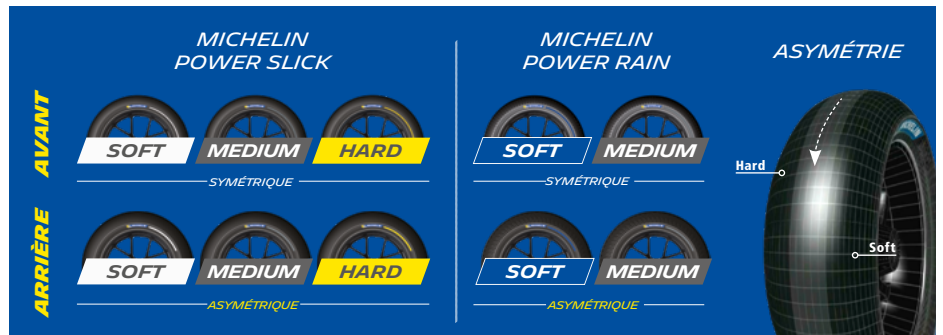 MICHELIN
POWER SLICK
MICHELIN
POWER RAIN
ASYMÉTRIE
AVANT
SOFT
MEDIUM
HARD
SYMÉTRIQUE
SOFT
MEDIUM
SYMÉTRIQUE
ARRIÈRE
SOFT
MEDIUM
HARD
ASYMÉTRIQUE
SOFT
MEDIUM
ASYMÉTRIQUE
Hard
Soft